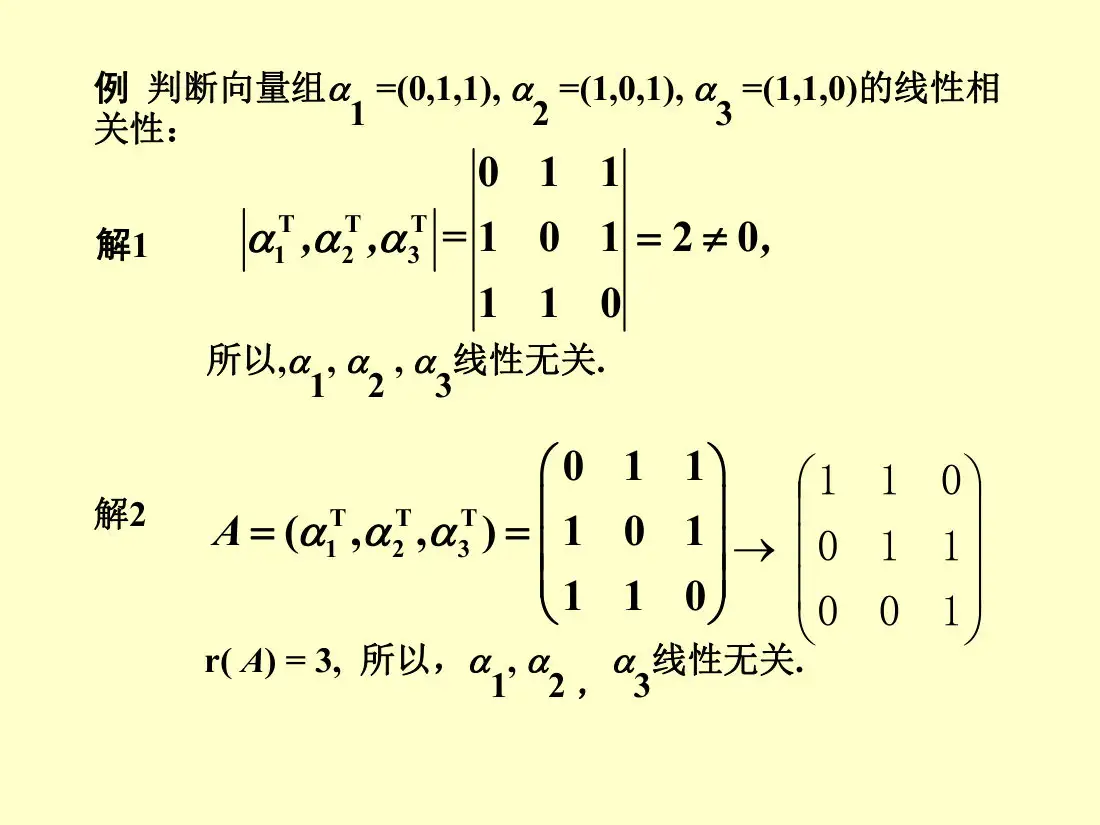 例 判断向量组α₁=(0,1,1), α₂=(1,0,1), α₃=(1,1,0)的线性相
关性：
解1 |α₁ᵀ,α₂ᵀ,α₃ᵀ| = |0 1 1; 1 0 1; 1 1 0| = 2 ≠ 0,
所以,α₁, α₂ , α₃线性无关.
解2 A = (α₁ᵀ,α₂ᵀ,α₃ᵀ) = (0 1 1; 1 0 1; 1 1 0) → (1 1 0; 0 1 1; 0 0 1)
r( A) = 3, 所以，α₁, α₂ ， α₃线性无关.